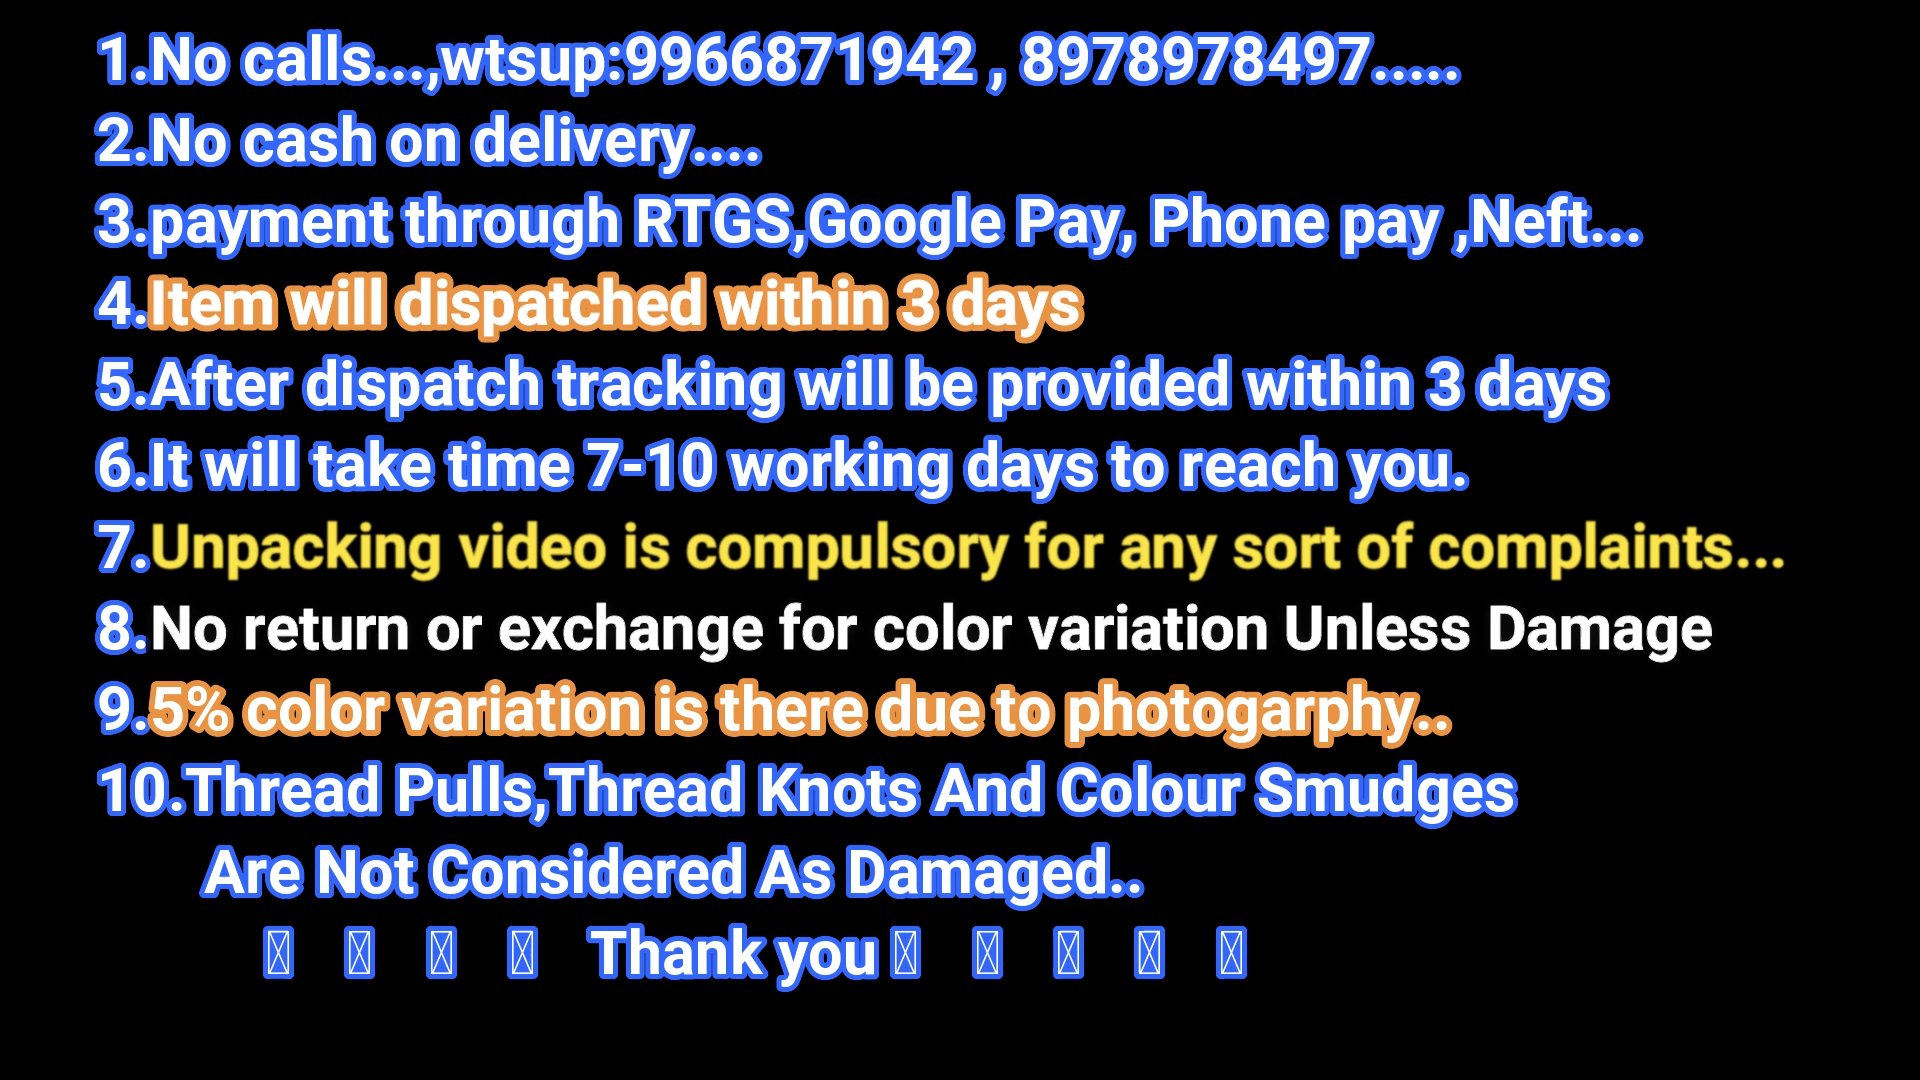 1.No calls...,wtsup:9966871942 , 8978978497.....
2.No cash on delivery....
3.payment through RTGS,Google Pay, Phone pay ,Neft...
4.Item will dispatched within 3 days
5.After dispatch tracking will be provided within 3 days
6.It will take time 7-10 working days to reach you.
7.Unpacking video is compulsory for any sort of complaints...
8.No return or exchange for color variation Unless Damage
9.5% color variation is there due to photogarphy..
10.Thread Pulls,Thread Knots And Colour Smudges
Are Not Considered As Damaged..
Thank you